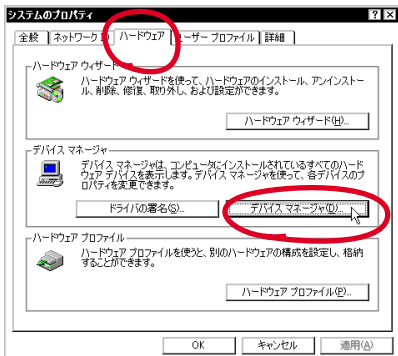 システムのプロパティ
全般 ネットワーク ID ハードウェア ユーザー プロファイル 詳細
ハードウェア ウィザード
ハードウェア ウィザードを使って、ハードウェアのインストール、アンインストー
ル、削除、修復、取り外し、および設定ができます。
ハードウェア ウィザード(H)...
デバイス マネージャ
デバイス マネージャは、コンピュータにインストールされているすべてのハード
ウェア デバイスを表示します。デバイス マネージャを使って、各デバイスのプ
ロパティを変更できます。
ドライバの署名(S)... デバイス マネージャ(D)...
ハードウェア プロファイル
ハードウェア プロファイルを使うと、別のハードウェアの構成を設定し、格納
することができます。
ハードウェア プロファイル(P)...
OK キャンセル 適用(A)